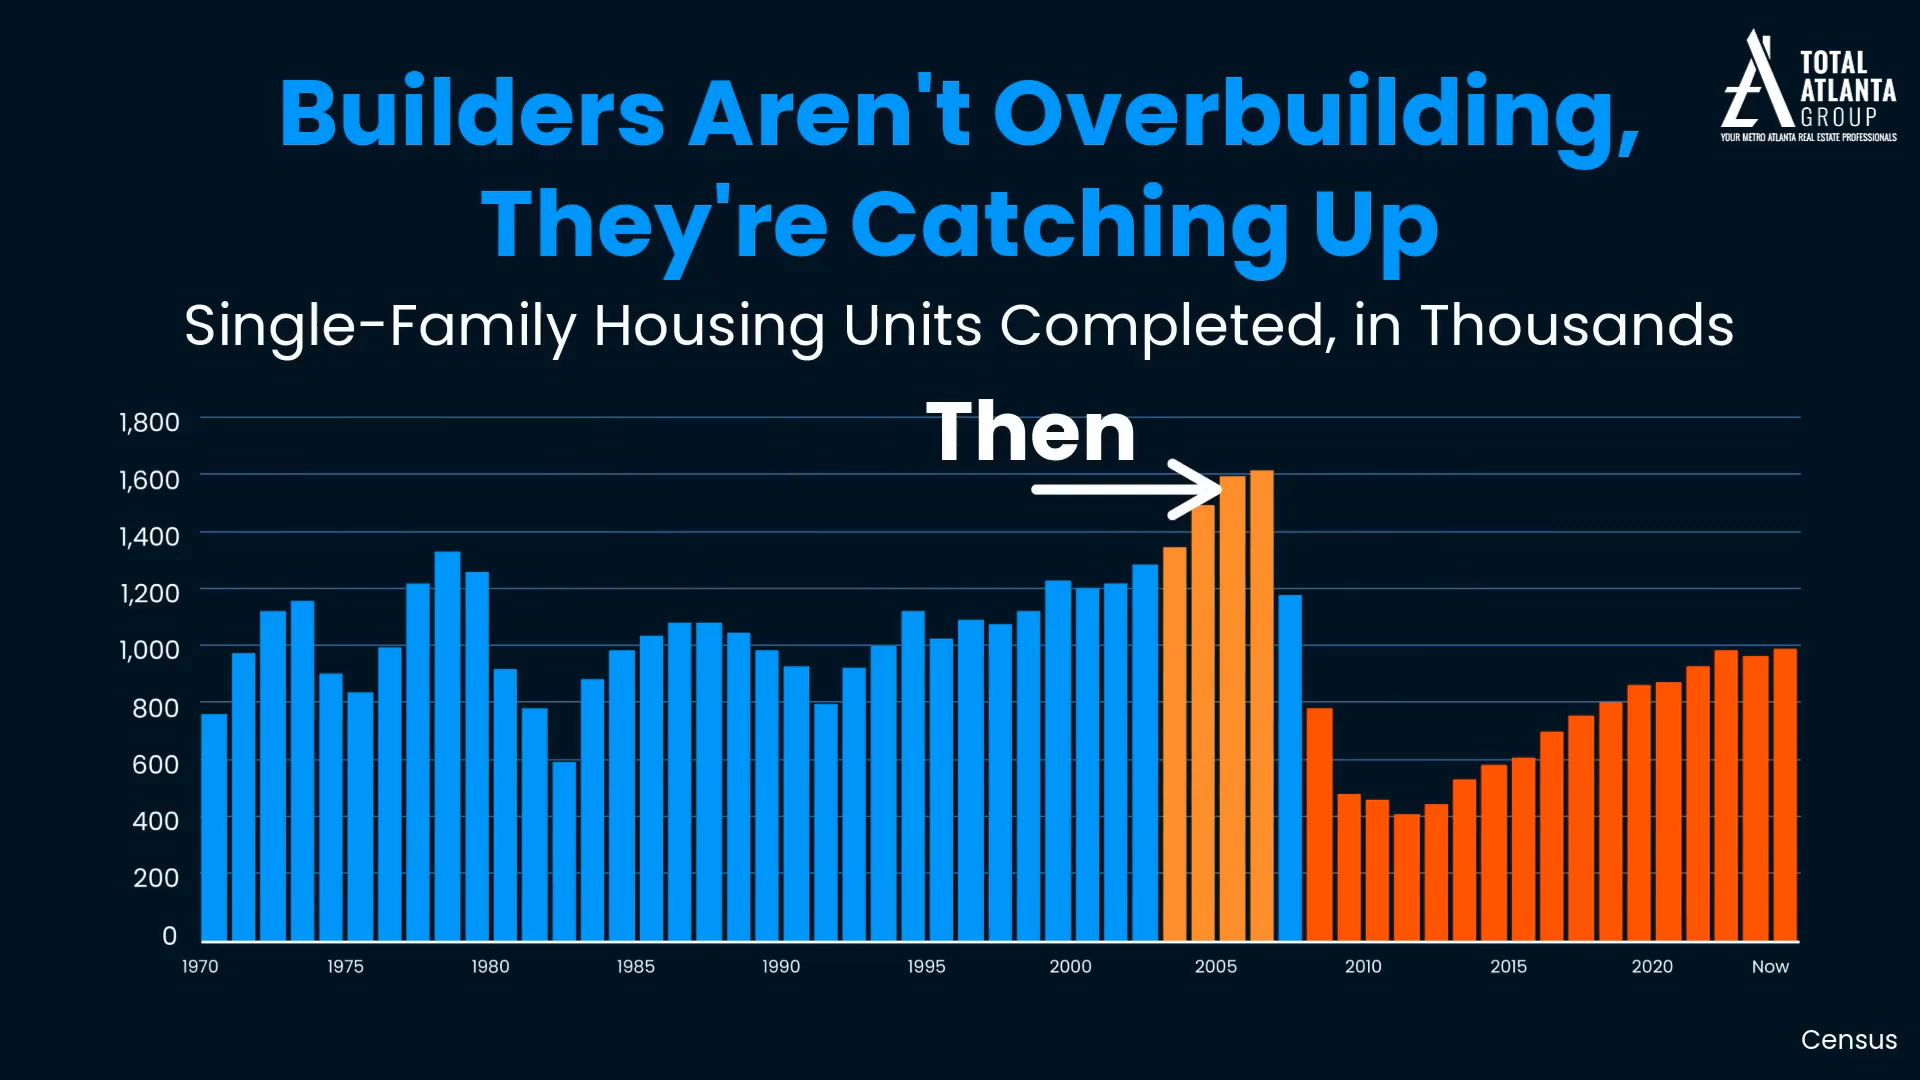 Builders Aren't Overbuilding,
They're Catching Up
TOTAL
ATLANTA
GROUP
YOUR METRO ATLANTA REAL ESTATE PROFESSIONALS
Single-Family Housing Units Completed, in Thousands
Then
1,800
1,600
1,400
1,200
1,000
800
600
400
200
0
1970 1975 1980 1985 1990 1995 2000 2005 2010 2015 2020 Now
Census